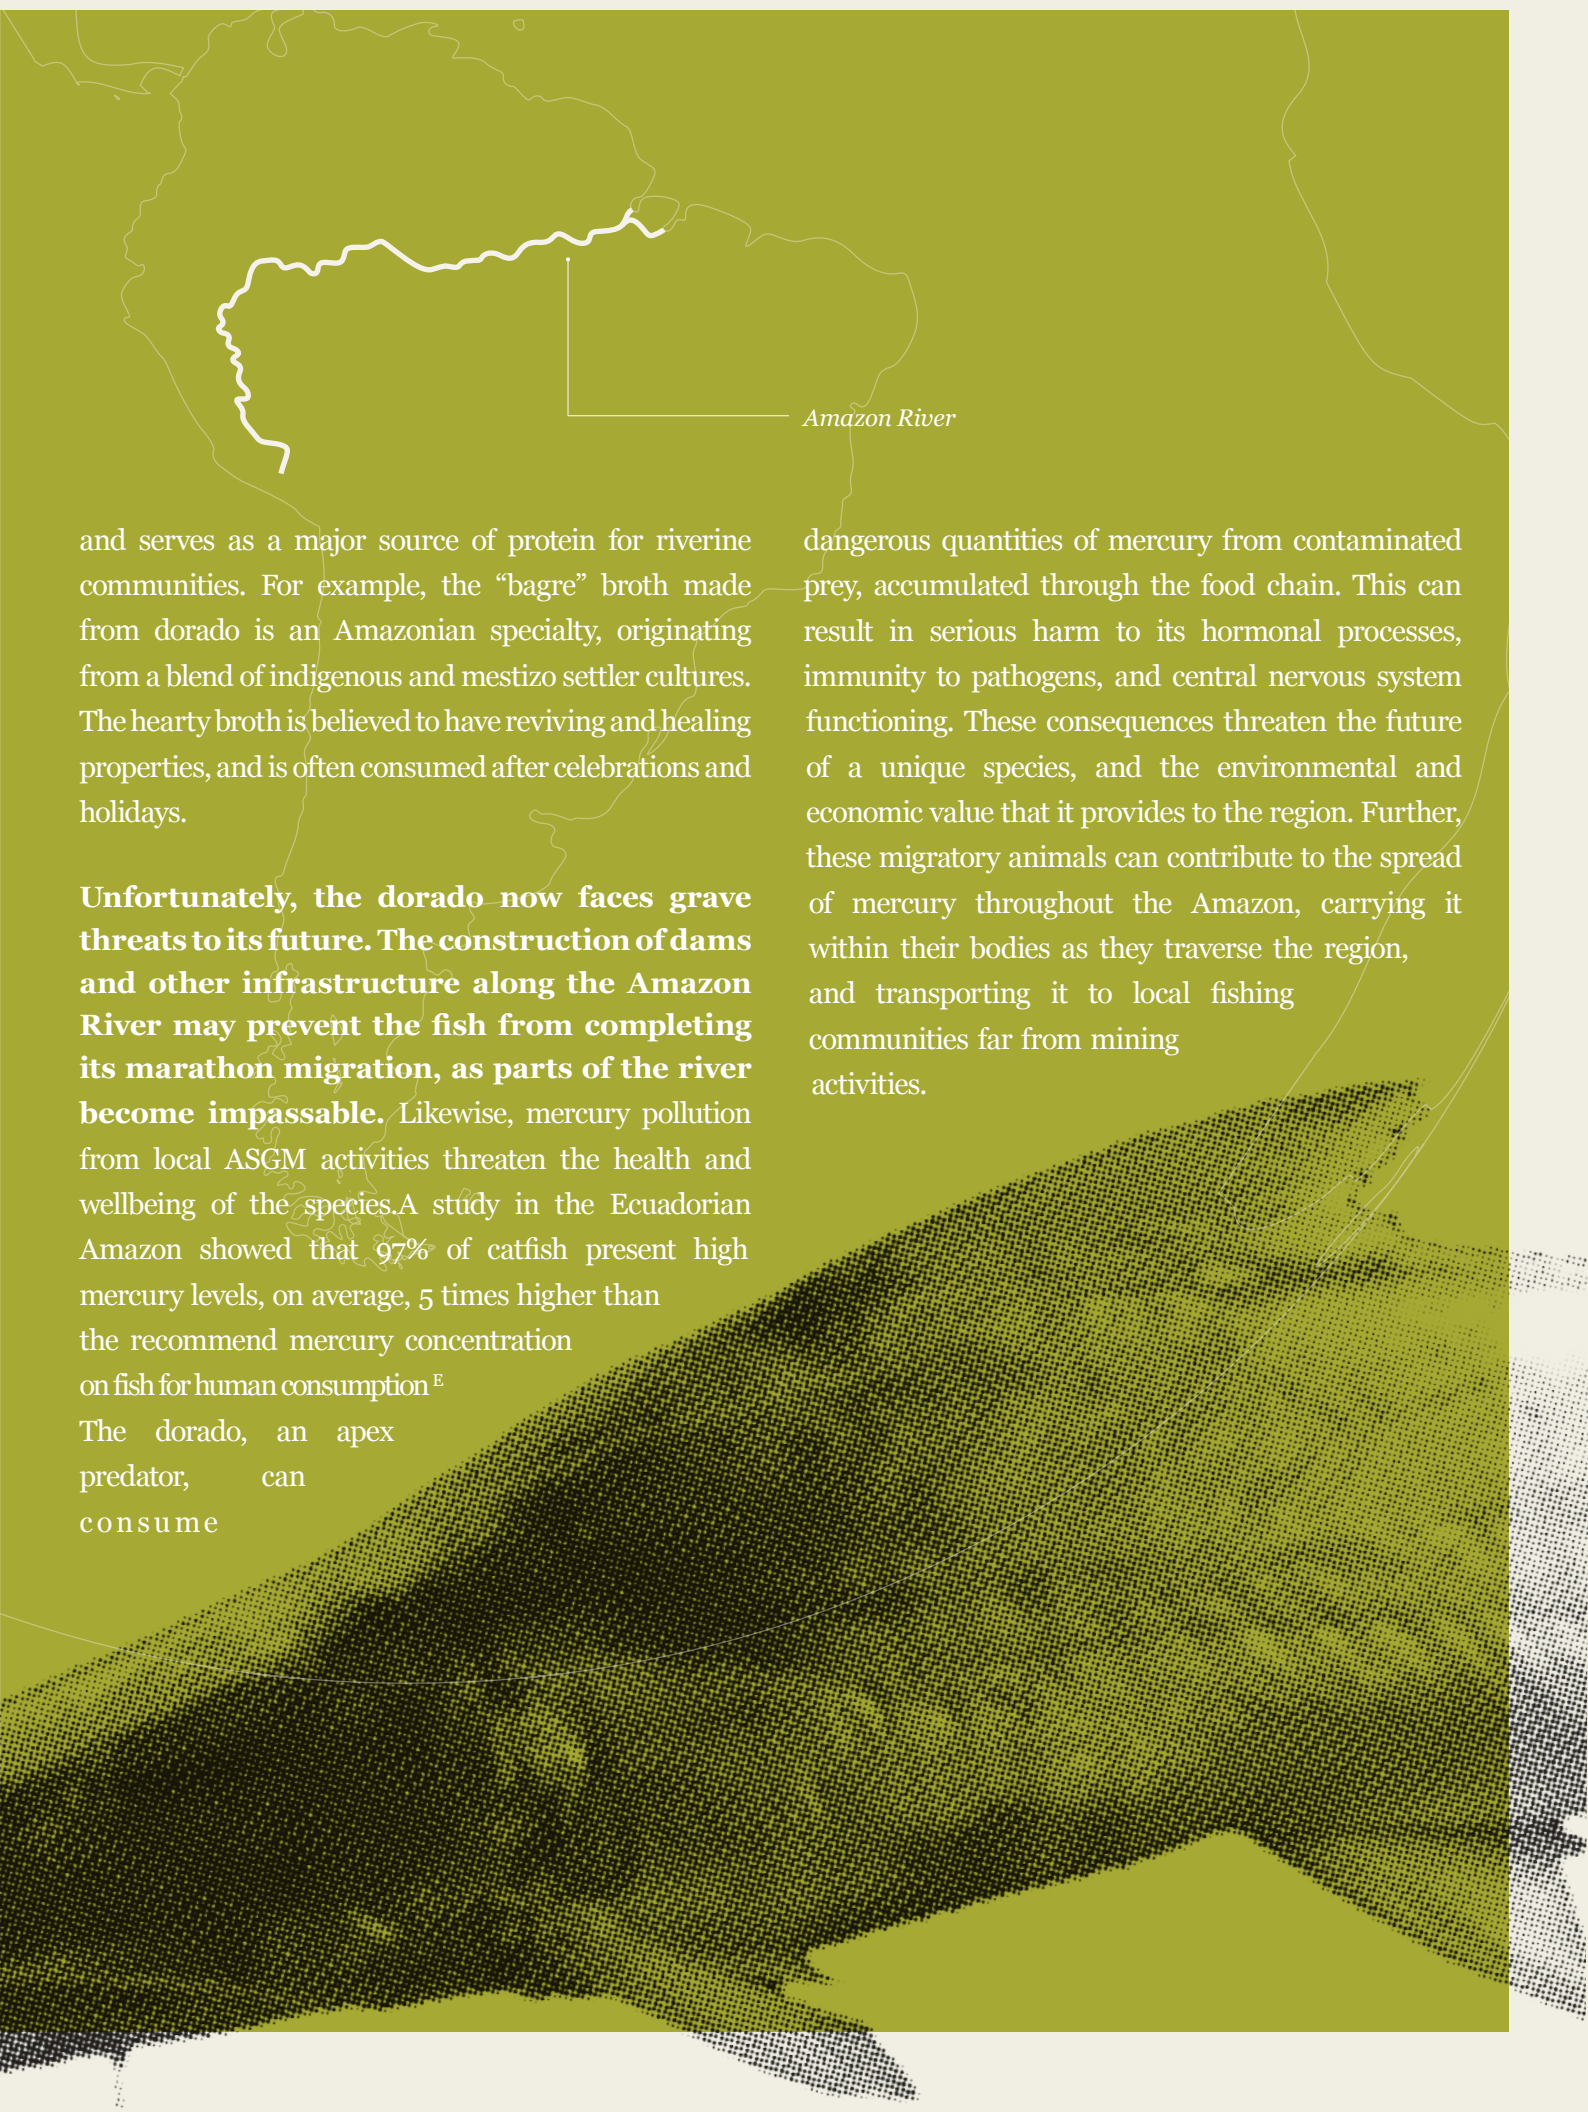 Amazon River
and serves as a major source of protein for riverine
communities. For example, the “bagre” broth made
from dorado is an Amazonian specialty, originating
from a blend of indigenous and mestizo settler cultures.
The hearty broth is believed to have reviving and healing
properties, and is often consumed after celebrations and
holidays.
Unfortunately, the dorado now faces grave
threats to its future. The construction of dams
and other infrastructure along the Amazon
River may prevent the fish from completing
its marathon migration, as parts of the river
become impassable. Likewise, mercury pollution
from local ASGM activities threaten the health and
wellbeing of the species.A study in the Ecuadorian
Amazon showed that 97% of catfish present high
mercury levels, on average, 5 times higher than
the recommend mercury concentration
on fish for human consumption E
The dorado, an apex
predator, can
consume
dangerous quantities of mercury from contaminated
prey, accumulated through the food chain. This can
result in serious harm to its hormonal processes,
immunity to pathogens, and central nervous system
functioning. These consequences threaten the future
of a unique species, and the environmental and
economic value that it provides to the region. Further,
these migratory animals can contribute to the spread
of mercury throughout the Amazon, carrying it
within their bodies as they traverse the region,
and transporting it to local fishing
communities far from mining
activities.